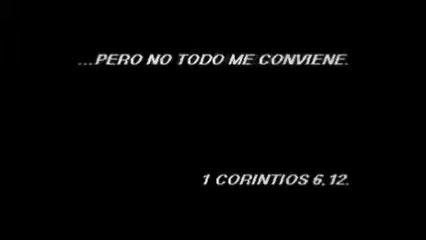 ...PERO NO TODO ME CONVIENE.
1 CORINTIOS 6, 12.